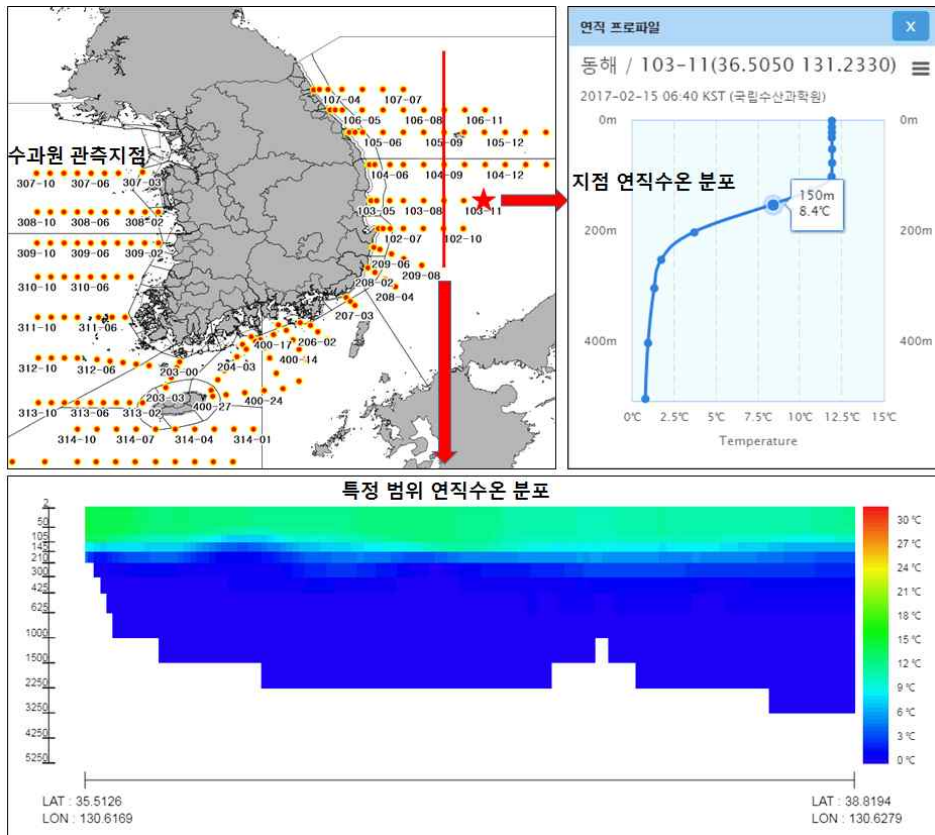 수과원 관측지점
107-04 107-07
106-05 106-08 106-11
105-06 105-09 105-12
104-06 104-09 104-12
103-05 103-08 103-11
102-07 102-10
209-06
209-08
208-02
208-04
207-03
206-02
400-17
400-14
204-03
203-00
203-03
400-27
400-24
307-10 307-06 307-03
308-10 308-06 308-02
309-10 309-06 309-02
310-10 310-06
311-10 311-06
312-10 312-06
313-10 313-06 313-02
314-10 314-07 314-04 314-01
연직 프로파일
X
동해 / 103-11(36.5050 131.2330)
2017-02-15 06:40 KST (국립수산과학원)
지점 연직수온 분포
0m 0m
150m
8.4℃
200m 200m
400m 400m
0℃ 2.5℃ 5℃ 7.5℃ 10℃ 12.5℃ 15℃
Temperature
특정 범위 연직수온 분포
2
50
105
145
210
300
425
625
1000
1500
2250
3250
4250
5250
30 ℃
27 ℃
24 ℃
21 ℃
18 ℃
15 ℃
12 ℃
9 ℃
6 ℃
3 ℃
0 ℃
LAT : 35.5126
LON : 130.6169
LAT : 38.8194
LON : 130.6279